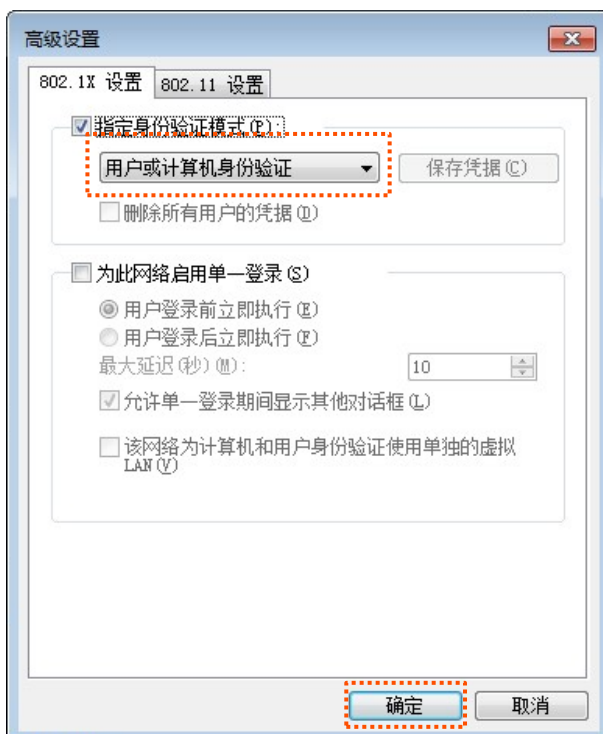 高级设置
802.1X 设置
802.11 设置
指定身份验证模式(P):
用户或计算机身份验证
保存凭据(C)
删除所有用户的凭据(D)
为此网络启用单一登录(S)
用户登录前立即执行(E)
用户登录后立即执行(F)
最大延迟(秒)(M):
10
允许单一登录期间显示其他对话框(L)
该网络为计算机和用户身份验证使用单独的虚拟
LAN(V)
确定
取消